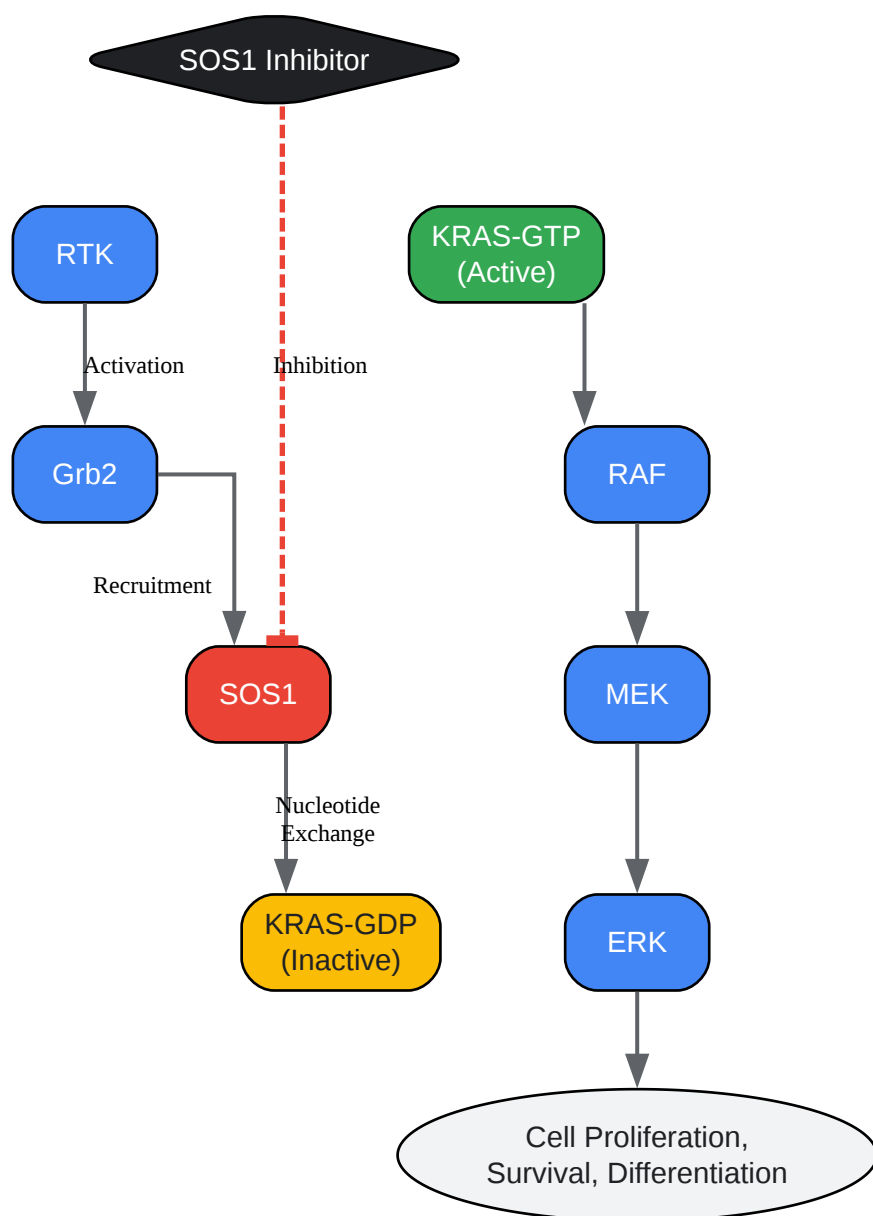 SOS1 Inhibitor
RTK
KRAS-GTP
(Active)
Activation
Inhibition
Grb2
RAF
Recruitment
SOS1
MEK
Nucleotide
Exchange
KRAS-GDP
(Inactive)
ERK
Cell Proliferation,
Survival, Differentiation